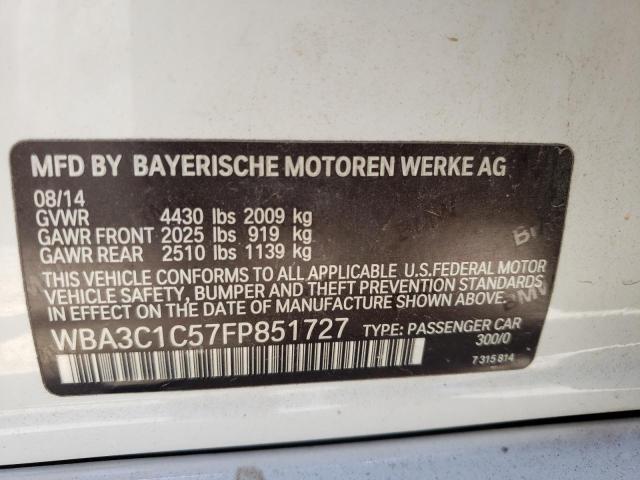 MFD BY BAYERISCHE MOTOREN WERKE AG
08/14
GVWR 4430 lbs 2009 kg
GAWR FRONT 2025 lbs 919 kg
GAWR REAR 2510 lbs 1139 kg
THIS VEHICLE CONFORMS TO ALL APPLICABLE U.S.FEDERAL MOTOR
VEHICLE SAFETY, BUMPER, AND THEFT PREVENTION STANDARDS IN
EFFECT ON THE DATE OF MANUFACTURE SHOWN ABOVE.
WBA3C1C57FP851727 TYPE: PASSENGER CAR
300/0
7 315 814